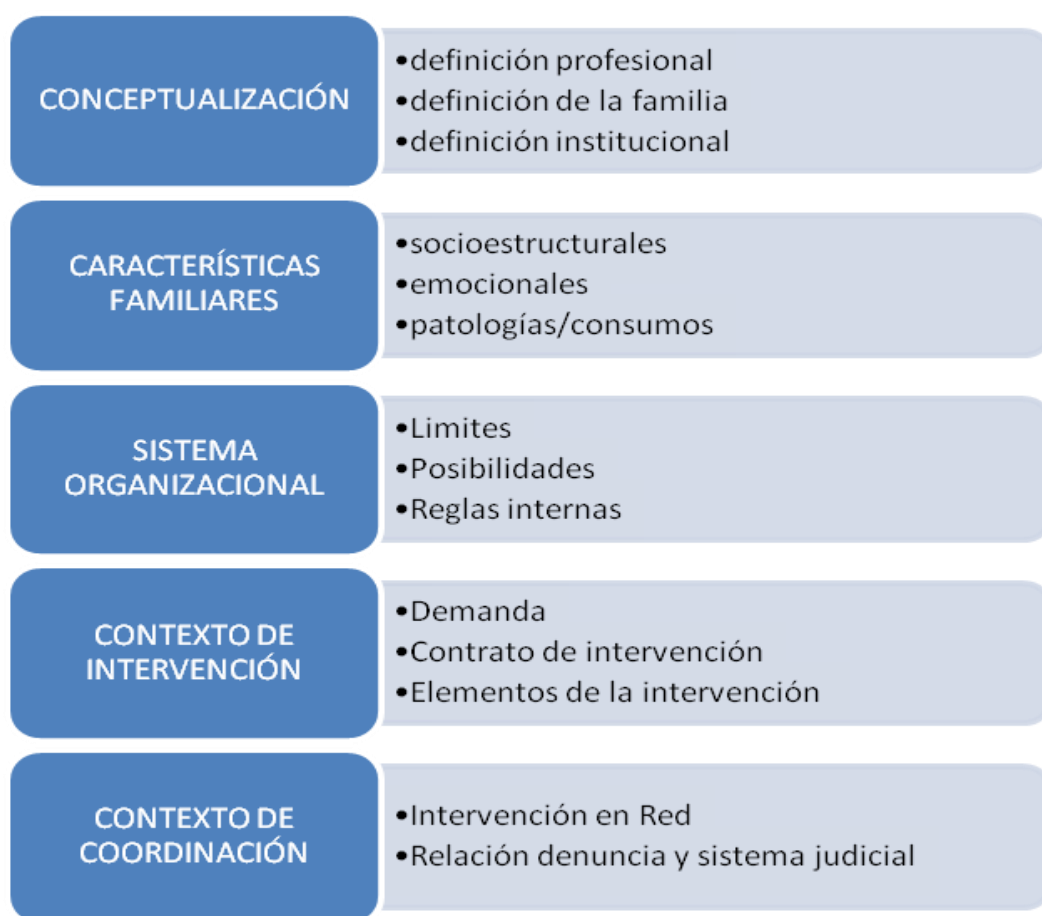 CONCEPTUALIZACIÓN
•definición profesional
•definición de la familia
•definición institucional
CARACTERÍSTICAS
FAMILIARES
•socioestructurales
•emocionales
•patologías/consumos
SISTEMA
ORGANIZACIONAL
•Limites
•Posibilidades
•Reglas internas
CONTEXTO DE
INTERVENCIÓN
•Demanda
•Contrato de intervención
•Elementos de la intervención
CONTEXTO DE
COORDINACIÓN
•Intervención en Red
•Relación denuncia y sistema judicial